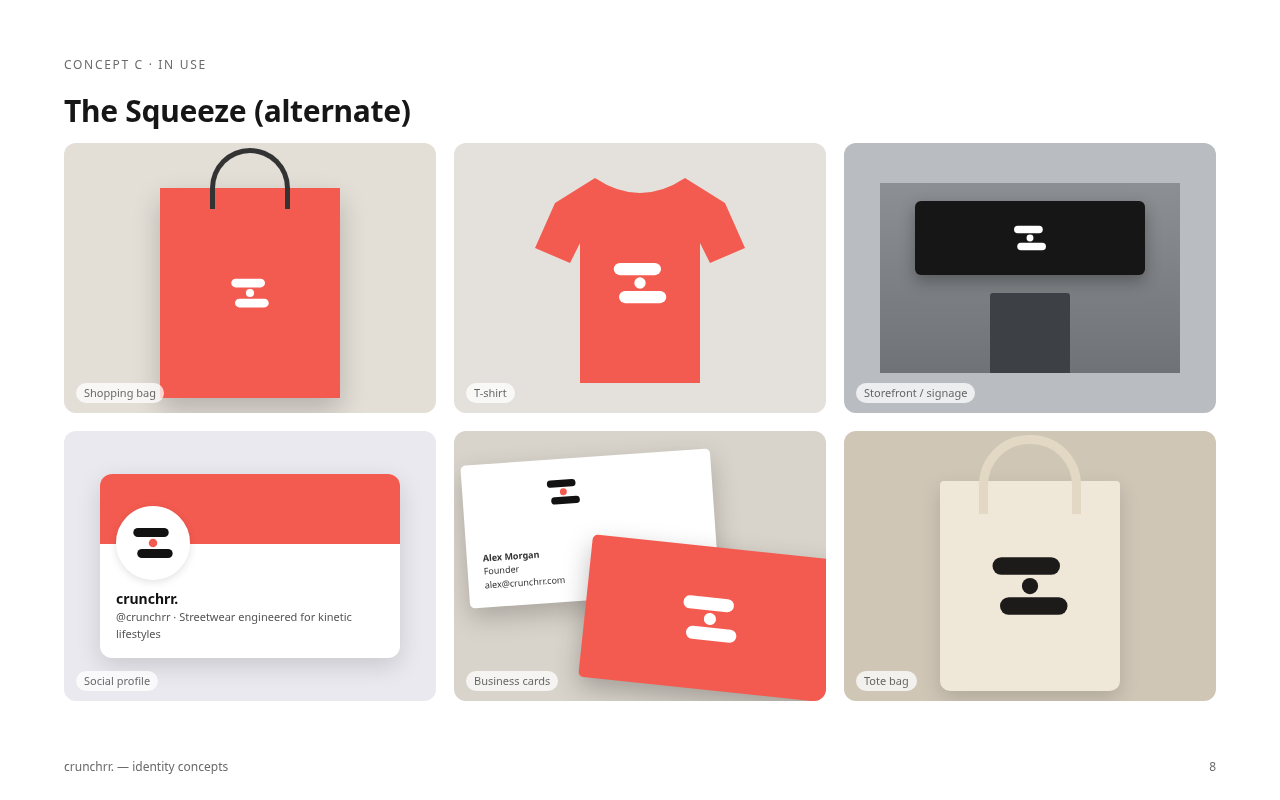 CONCEPT C · IN USE
The Squeeze (alternate)
Shopping bag
T-shirt
Storefront / signage
crunchrr.
@crunchrr · Streetwear engineered for kinetic
lifestyles
Social profile
Alex Morgan
Founder
alex@crunchrr.com
Business cards
Tote bag
crunchrr. — identity concepts
8